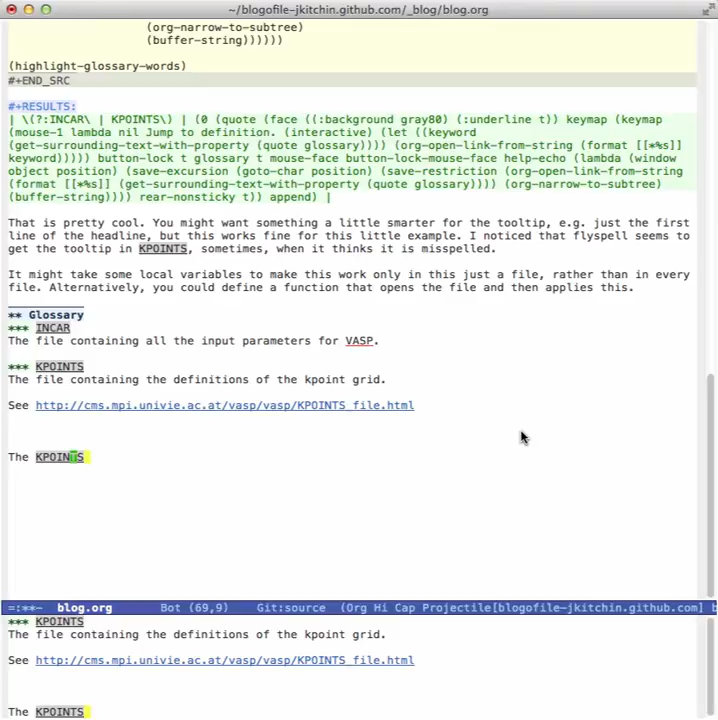 ~/blogofile-jkitchin.github.com/_blog/blog.org
(org-narrow-to-subtree)
(buffer-string))))))
(highlight-glossary-words)
#+END_SRC
#+RESULTS:
| \(?:INCAR\ | KPOINTS\) | (0 (quote (face ((:background gray80) (:underline t)) keymap (keymap
(mouse-1 lambda nil Jump to definition. (interactive) (let ((keyword
(get-surrounding-text-with-property (quote glossary)))) (org-open-link-from-string (format [[*%s]]
keyword))))) button-lock t glossary t mouse-face button-lock-mouse-face help-echo (lambda (window
object position) (save-excursion (goto-char position) (save-restriction (org-open-link-from-string
(format [[*%s]] (get-surrounding-text-with-property (quote glossary)))) (org-narrow-to-subtree)
(buffer-string)))) rear-nonsticky t)) append) |
That is pretty cool. You might want something a little smarter for the tooltip, e.g. just the first
line of the headline, but this works fine for this little example. I noticed that flyspell seems to
get the tooltip in KPOINTS, sometimes, when it thinks it is misspelled.
It might take some local variables to make this work only in this just a file, rather than in every
file. Alternatively, you could define a function that opens the file and then applies this.
** Glossary
*** INCAR
The file containing all the input parameters for VASP.
*** KPOINTS
The file containing the definitions of the kpoint grid.
See http://cms.mpi.univie.ac.at/vasp/vasp/KPOINTS_file.html
The KPOINTS
=:**– blog.org Bot (69,9) Git:source (Org Hi Cap Projectile[blogofile-jkitchin.github.com] b
*** KPOINTS
The file containing the definitions of the kpoint grid.
See http://cms.mpi.univie.ac.at/vasp/vasp/KPOINTS_file.html
The KPOINTS